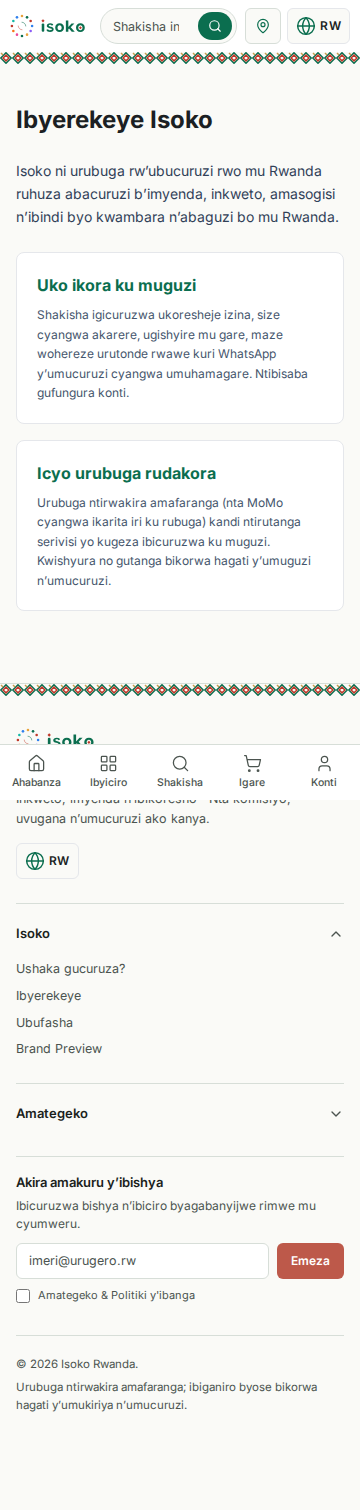 isoko
Shakisha in
RW
Ibyerekeye Isoko
Isoko ni urubuga rw’ubucuruzi rwo mu Rwanda
ruhuza abacuruzi b’imyenda, inkweto, amasogisi
n’ibindi byo kwambara n’abaguzi bo mu Rwanda.
Uko ikora ku muguzi
Shakisha igicuruzwa ukoresheje izina, size
cyangwa akarere, ugishyire mu gare, maze
wohereze urutonde rwawe kuri WhatsApp
y’umucuruzi cyangwa umuhamagare. Ntibisaba
gufungura konti.
Icyo urubuga rudakora
Urubuga ntirwakira amafaranga (nta MoMo
cyangwa ikarita iri ku rubuga) kandi ntirutanga
serivisi yo kugeza ibicuruzwa ku muguzi.
Kwishyura no gutanga bikorwa hagati y’umuguzi
n’umucuruzi.
isoko
Ahabanza
Ibyiciro
Shakisha
Igare
Konti
uvugana n’umucuruzi ako kanya.
RW
Isoko
Ushaka gucuruza?
Ibyerekeye
Ubufasha
Brand Preview
Amategeko
Akira amakuru y’ibishya
Ibicuruzwa bishya n’ibiciro byagabanyijwe rimwe mu
cyumweru.
imeri@urugero.rw
Emeza
Amategeko & Politiki y'ibanga
© 2026 Isoko Rwanda.
Urubuga ntirwakira amafaranga; ibiganiro byose bikorwa
hagati y’umukiriya n’umucuruzi.